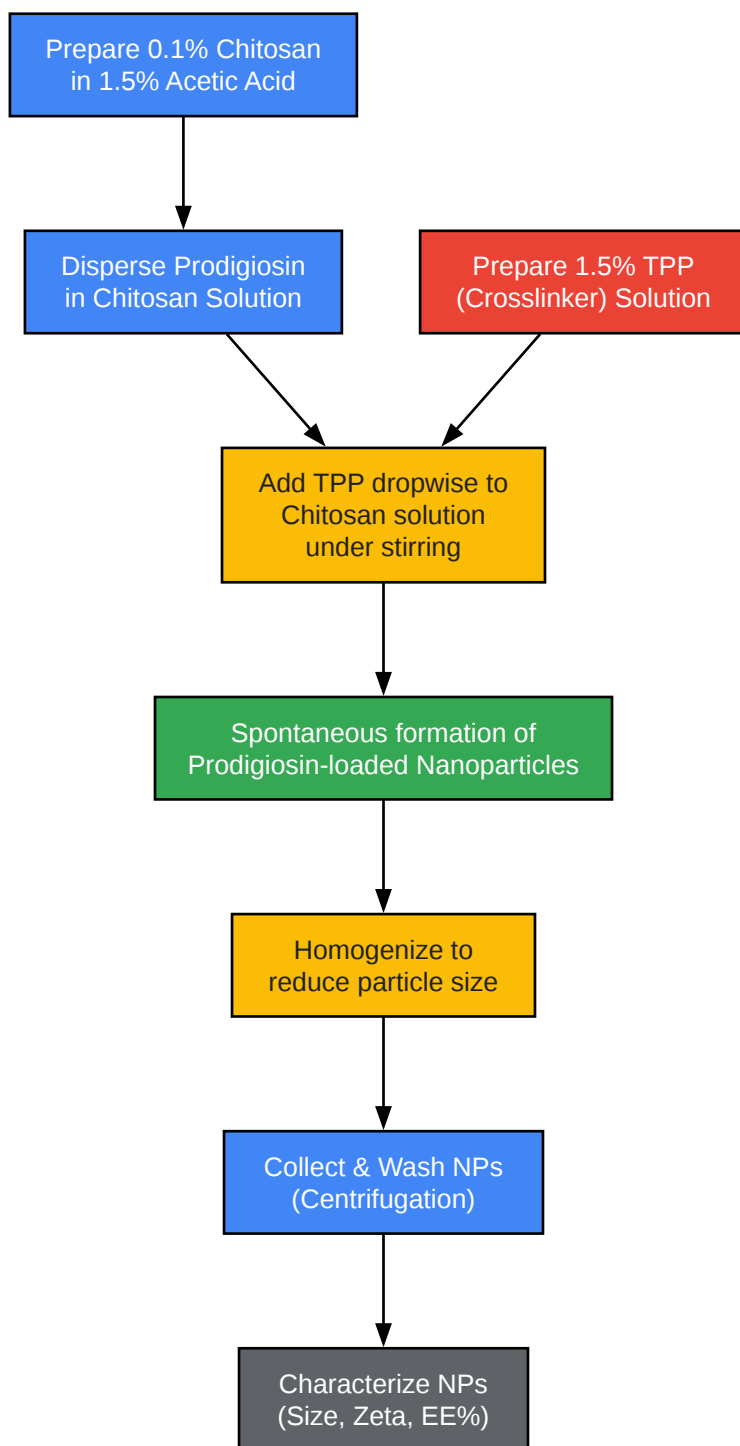 Prepare 0.1% Chitosan
in 1.5% Acetic Acid
Disperse Prodigiosin
in Chitosan Solution
Prepare 1.5% TPP
(Crosslinker) Solution
Add TPP dropwise to
Chitosan solution
under stirring
Spontaneous formation of
Prodigiosin-loaded Nanoparticles
Homogenize to
reduce particle size
Collect & Wash NPs
(Centrifugation)
Characterize NPs
(Size, Zeta, EE%)